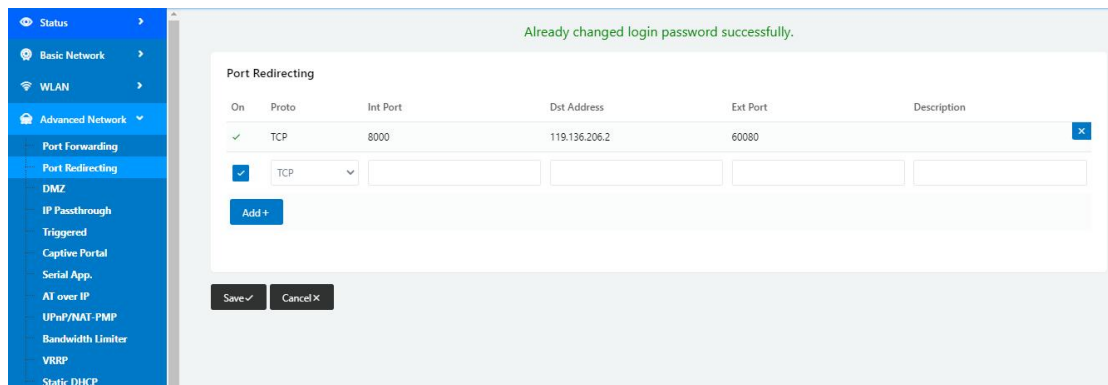 Status
Basic Network
WLAN
Advanced Network
Port Forwarding
Port Redirecting
DMZ
IP Passthrough
Triggered
Captive Portal
Serial App.
AT over IP
UPnP/NAT-PMP
Bandwidth Limiter
VRRP
Static DHCP
Already changed login password successfully.
Port Redirecting
On Proto Int Port Dst Address Ext Port Description
TCP 8000 119.136.206.2 60080
TCP
Add +
Save Cancel